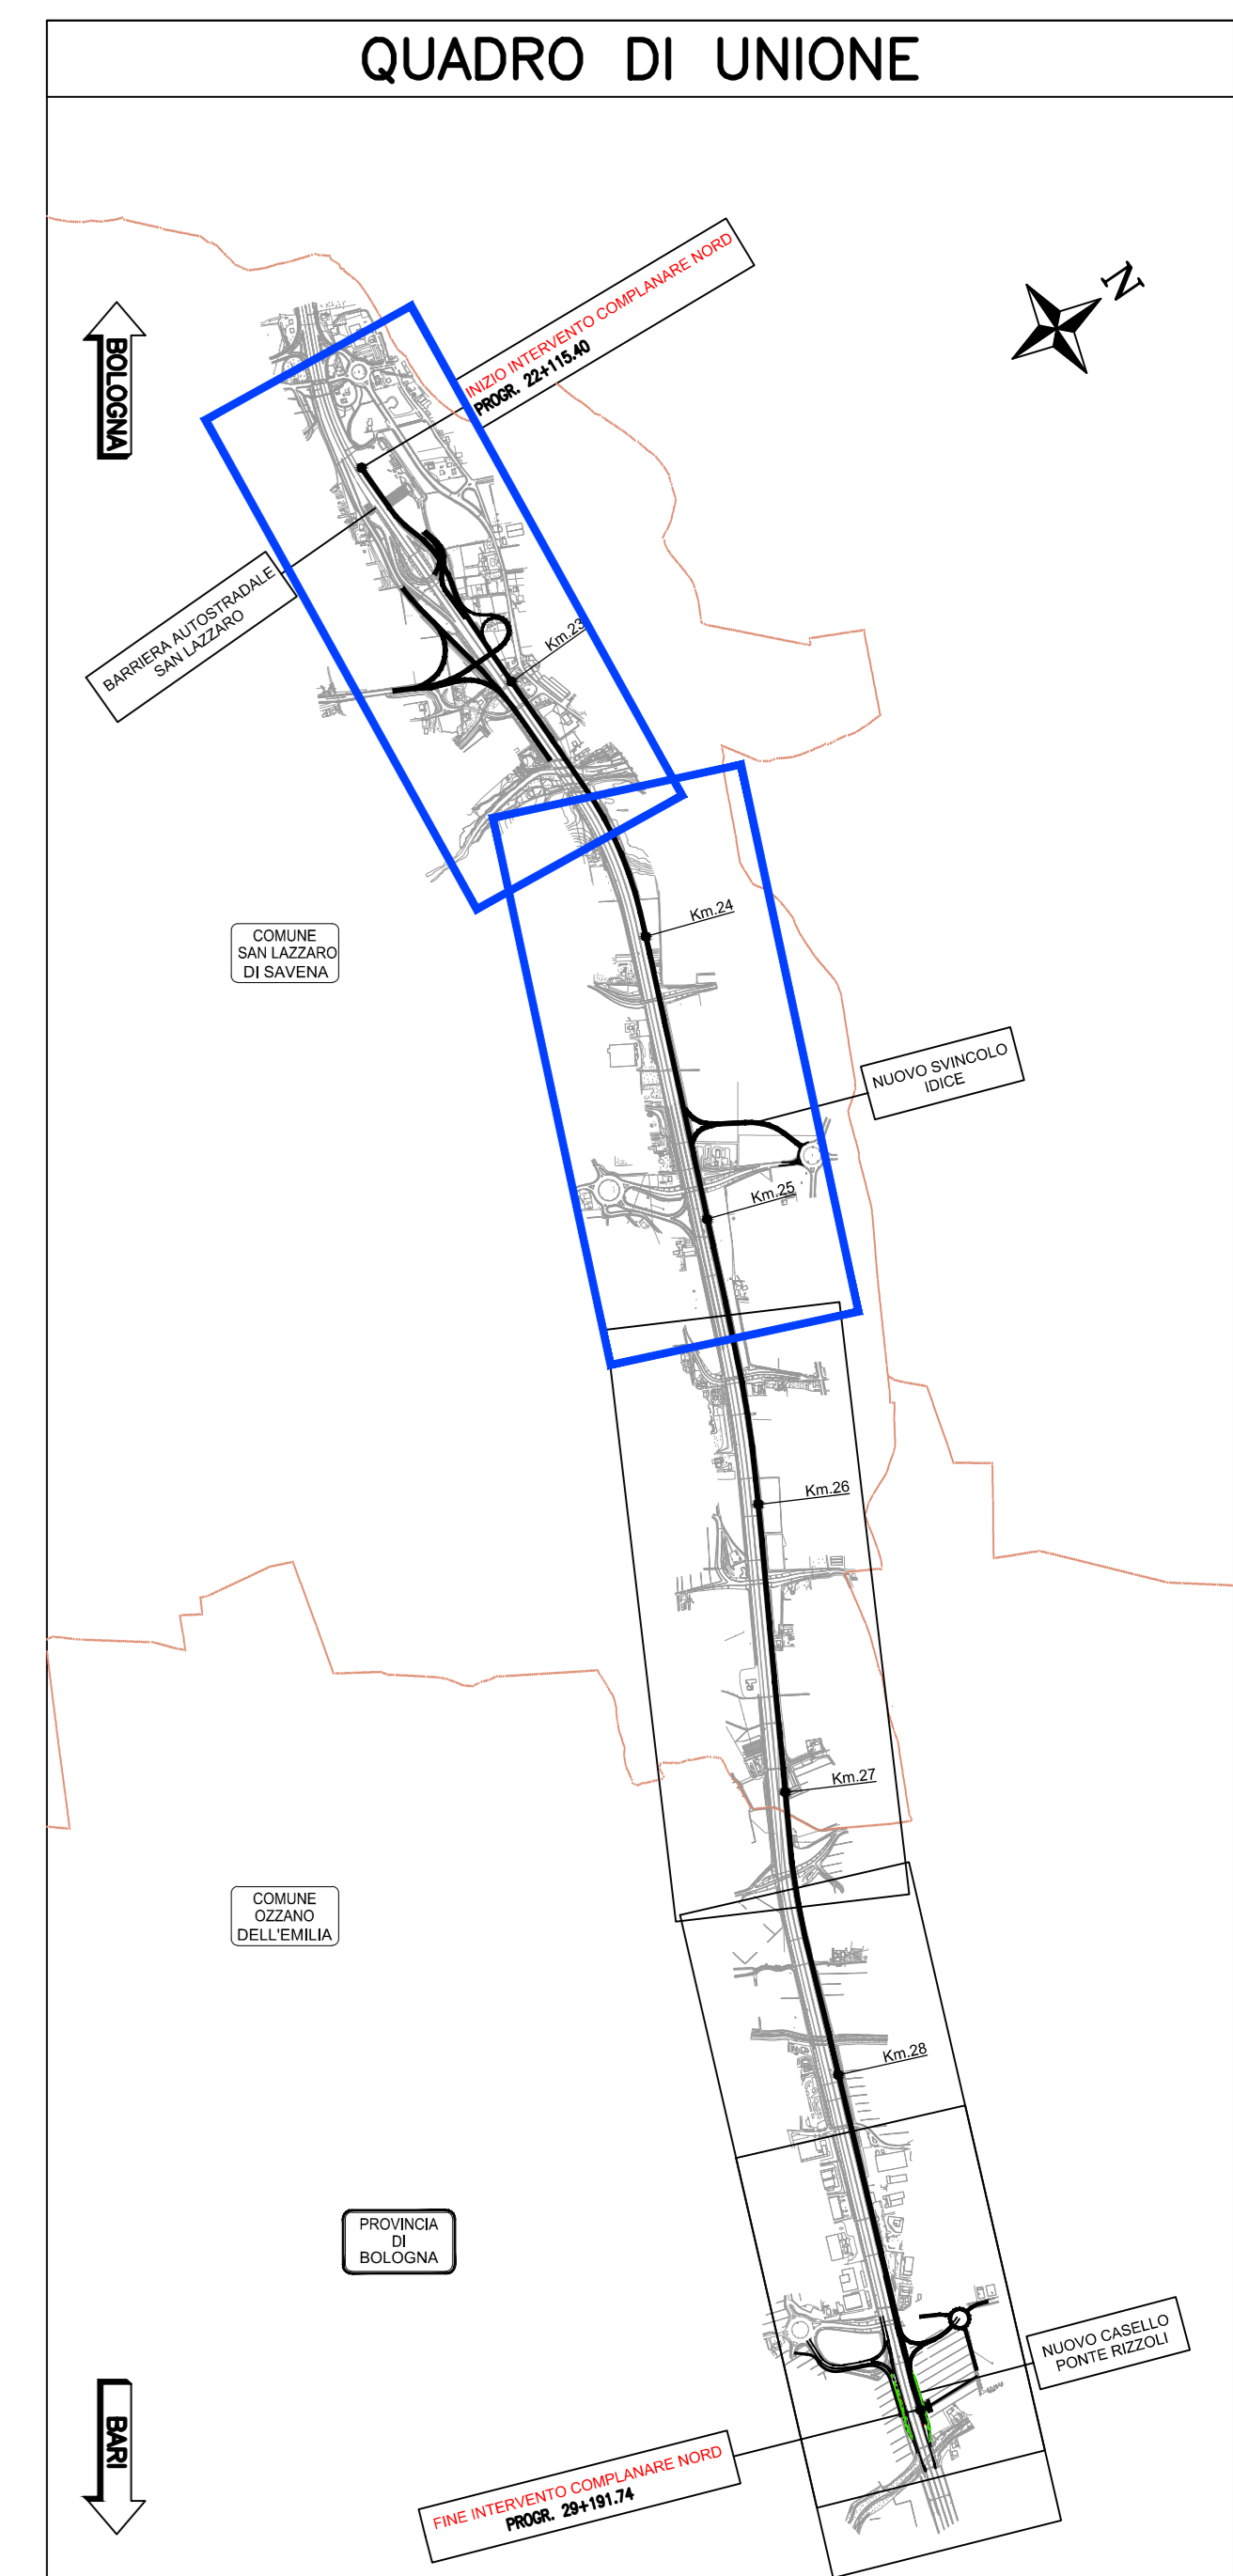 QUADRO DI UNIONE
INIZIO INTERVENTO COMPLANARE NORD
PROGR. 22+115.40
N
BOLOGNA
BARRIERA AUTOSTRADALE
SAN LAZZARO
Km.23
Km.24
COMUNE
SAN LAZZARO
DI SAVENA
NUOVO SVINCOLO
IDICE
Km.25
Km.26
Km.27
COMUNE
OZZANO
DELL'EMILIA
Km.28
PROVINCIA
DI
BOLOGNA
NUOVO CASELLO
PONTE RIZZOLI
BARI
FINE INTERVENTO COMPLANARE NORD
PROGR. 29+191.74